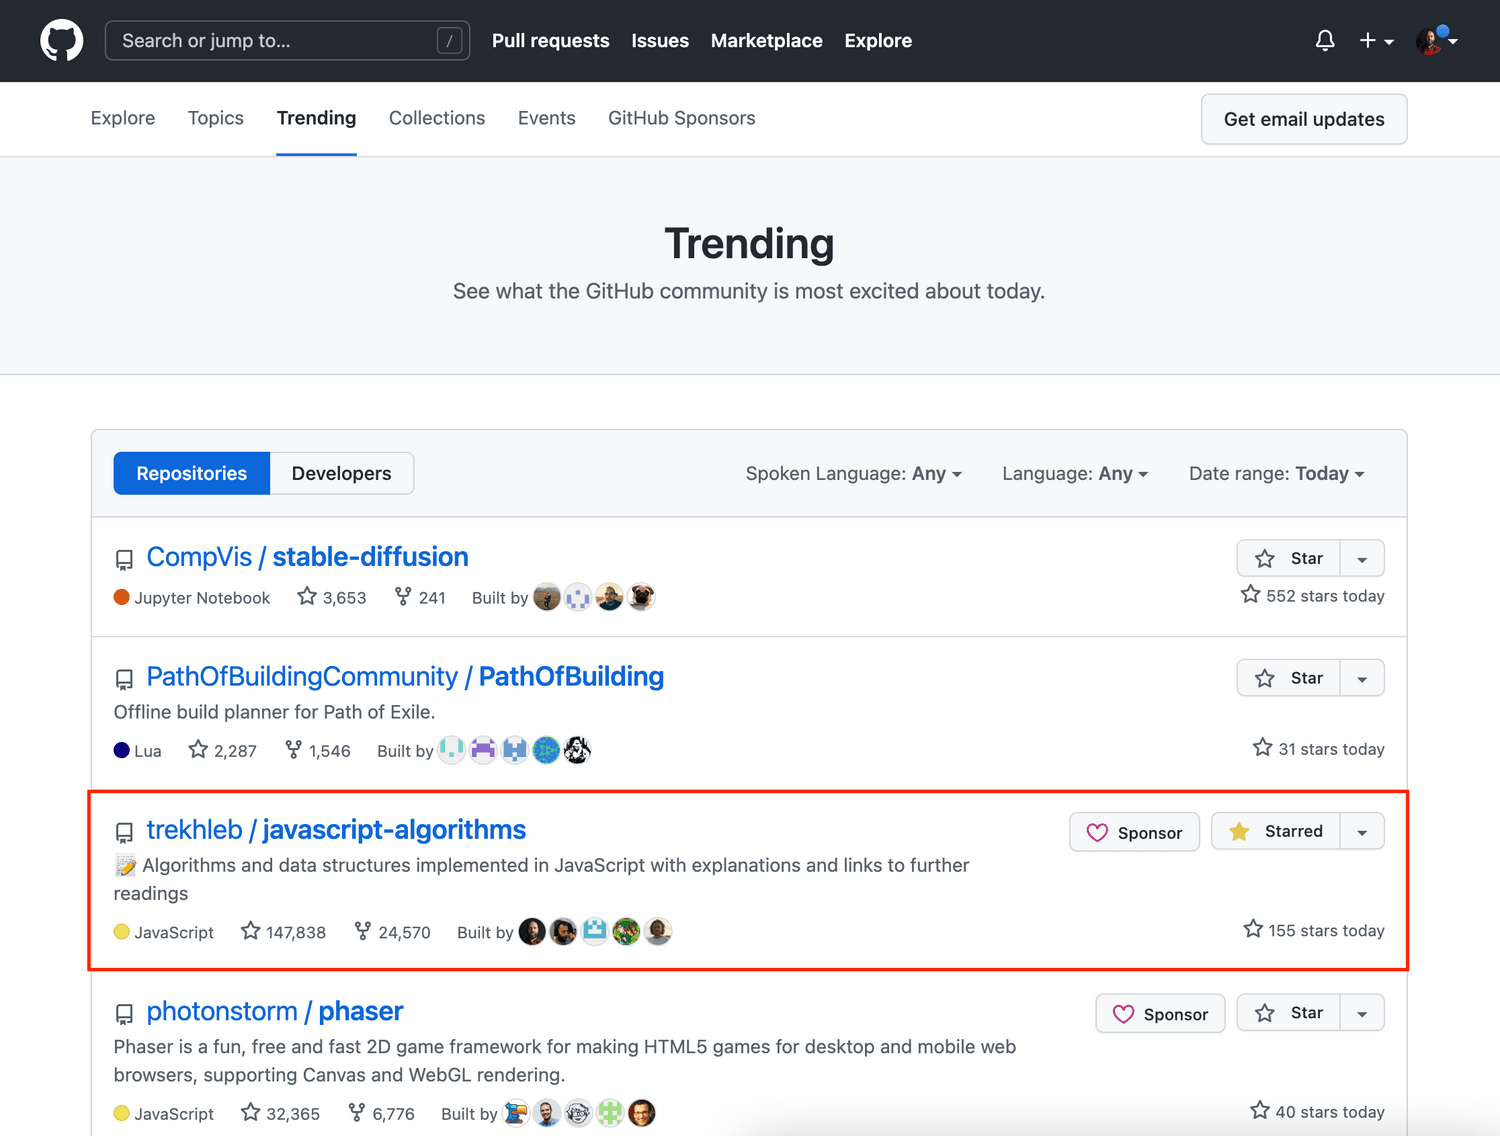 Search or jump to... /
Pull requests Issues Marketplace Explore
Explore Topics Trending Collections Events GitHub Sponsors
Get email updates
Trending
See what the GitHub community is most excited about today.
Repositories Developers
Spoken Language: Any Language: Any Date range: Today
CompVis / stable-diffusion
Star
Jupyter Notebook 3,653 241 Built by
552 stars today
PathOfBuildingCommunity / PathOfBuilding
Star
Offline build planner for Path of Exile.
Lua 2,287 1,546 Built by
31 stars today
trekhleb / javascript-algorithms
Sponsor Starred
Algorithms and data structures implemented in JavaScript with explanations and links to further
readings
JavaScript 147,838 24,570 Built by
155 stars today
photonstorm / phaser
Sponsor Star
Phaser is a fun, free and fast 2D game framework for making HTML5 games for desktop and mobile web
browsers, supporting Canvas and WebGL rendering.
JavaScript 32,365 6,776 Built by
40 stars today